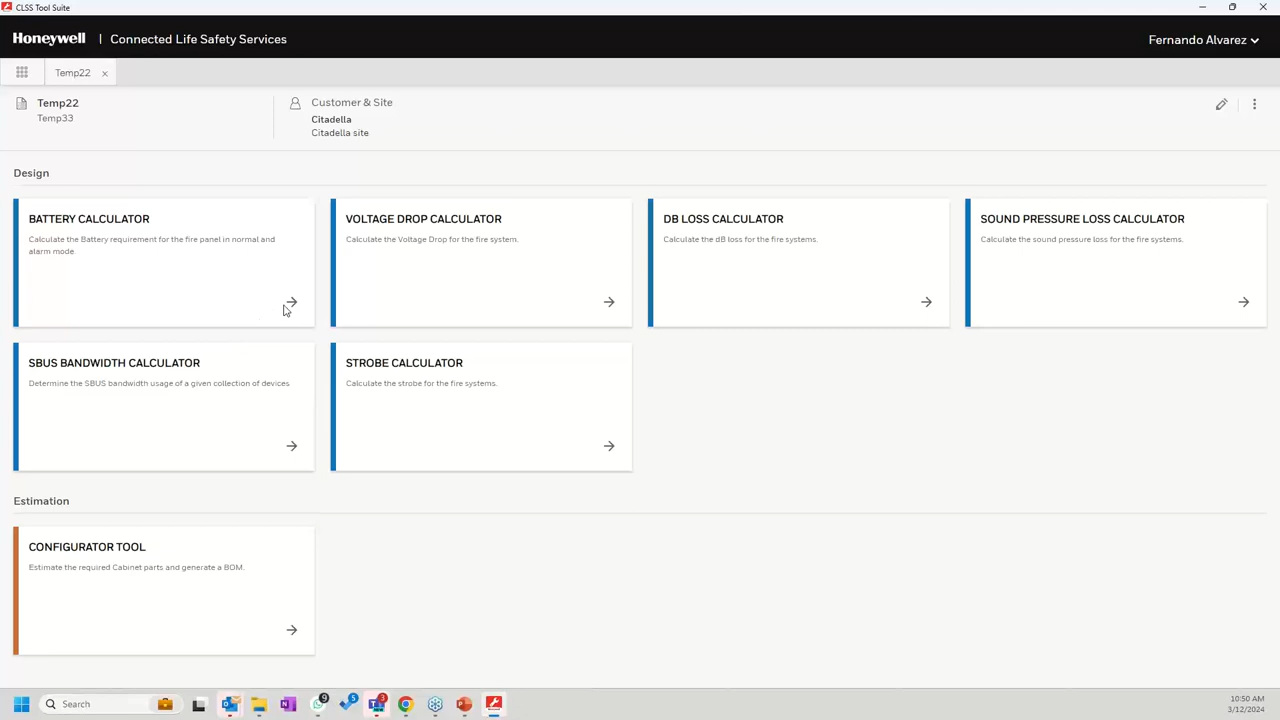 CLSS Tool Suite
Honeywell | Connected Life Safety Services
Fernando Alvarez
Temp22
Temp22
Temp33
Customer & Site
Citadella
Citadella site
Design
BATTERY CALCULATOR
Calculate the Battery requirement for the fire panel in normal and
alarm mode.
VOLTAGE DROP CALCULATOR
Calculate the Voltage Drop for the fire system.
DB LOSS CALCULATOR
Calculate the dB loss for the fire systems.
SOUND PRESSURE LOSS CALCULATOR
Calculate the sound pressure loss for the fire systems.
SBUS BANDWIDTH CALCULATOR
Determine the SBUS bandwidth usage of a given collection of devices
STROBE CALCULATOR
Calculate the strobe for the fire systems.
Estimation
CONFIGURATOR TOOL
Estimate the required Cabinet parts and generate a BOM.
Search
9
5
3
10:50 AM
3/12/2024